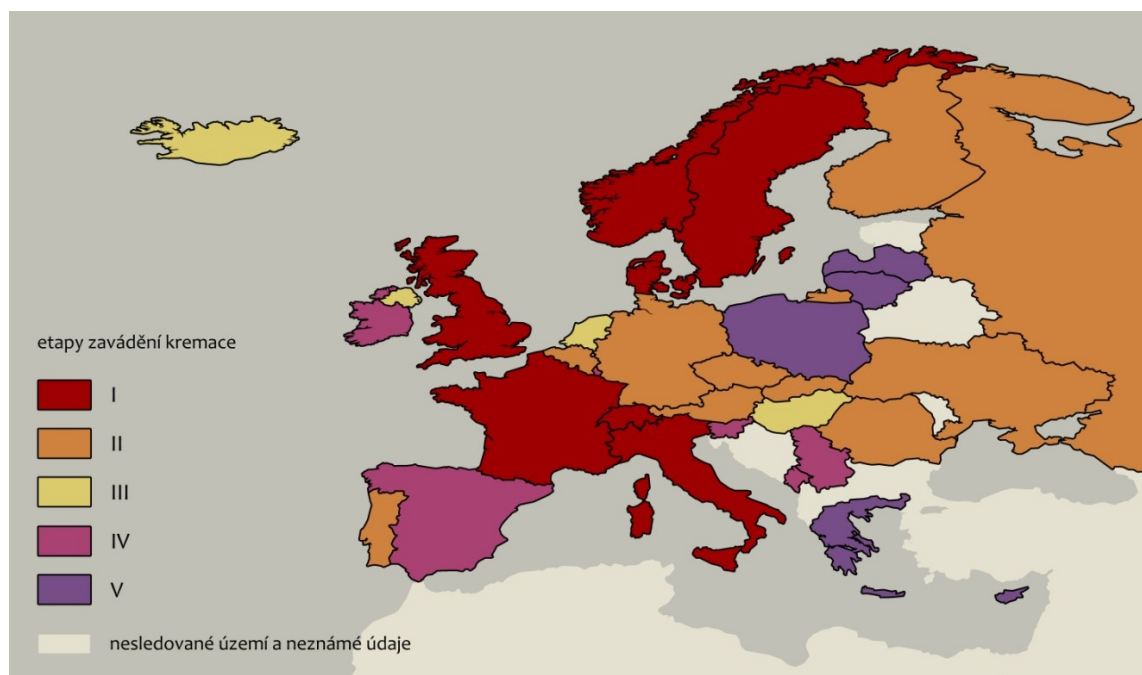 etapy zavádění kremace
I
II
III
IV
V
nesledované území a neznámé údaje